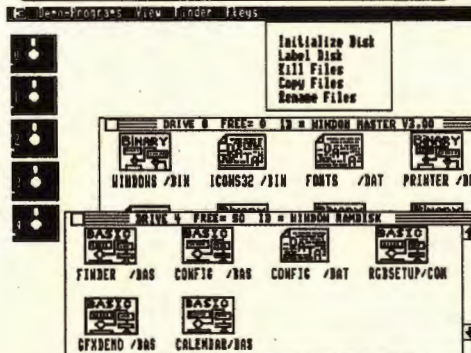 Demo-Programs View Finder Fkeys
Initialize Disk
Label Disk
Kill Files
Copy Files
Rename Files
DRIVE 0 FREE= 0 ID = WINDOW MASTER V3.00
BINARY
BINARY
WINDOWS /BIN ICONS32 /BIN FONTS /DAT PRINTER /
DRIVE 4 FREE= 50 ID = WINDOW RAMDISK
BASIC BASIC BASIC
FINDER /BAS CONFIG /BAS CONFIG /DAT RGBSETUP/COM
BASIC BASIC
GFXDEMO /BAS CALENDAR/BAS